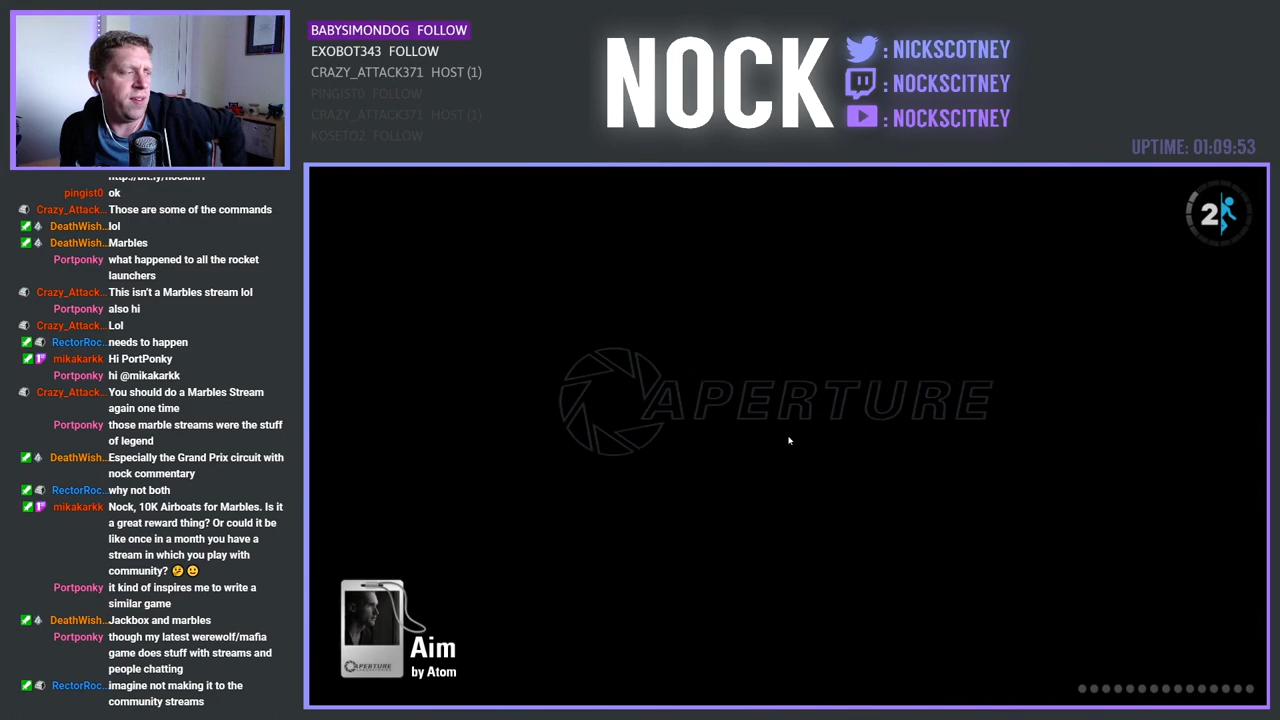 BABYSIMONDOG FOLLOW
EXOBOT343 FOLLOW
CRAZY_ATTACK371 HOST (1)
PINGIST0 FOLLOW
CRAZY_ATTACK371 HOST (1)
KOSETO2 FOLLOW
NOCK
: NICKSCOTNEY
: NOCKSCITNEY
: NOCKSCITNEY
UPTIME: 01:09:53
pingist0 ok
Crazy_Attack... Those are some of the commands
DeathWish... lol
DeathWish... Marbles
Portponky what happened to all the rocket
launchers
Crazy_Attack... This isn't a Marbles stream lol
Portponky also hi
Crazy_Attack... Lol
RectorRoc... needs to happen
mikakarkk Hi PortPonky
Portponky hi @mikakarkk
Crazy_Attack... You should do a Marbles Stream
again one time
Portponky those marble streams were the stuff
of legend
DeathWish... Especially the Grand Prix circuit with
nock commentary
RectorRoc... why not both
mikakarkk Nock, 10K Airboats for Marbles. Is it
a great reward thing? Or could it be
like once in a month you have a
stream in which you play with
community? 🤔 😀
Portponky it kind of inspires me to write a
similar game
DeathWish... Jackbox and marbles
Portponky though my latest werewolf/mafia
game does stuff with streams and
people chatting
RectorRoc... imagine not making it to the
community streams
2
APERTURE
APERTURE
Aim
by Atom